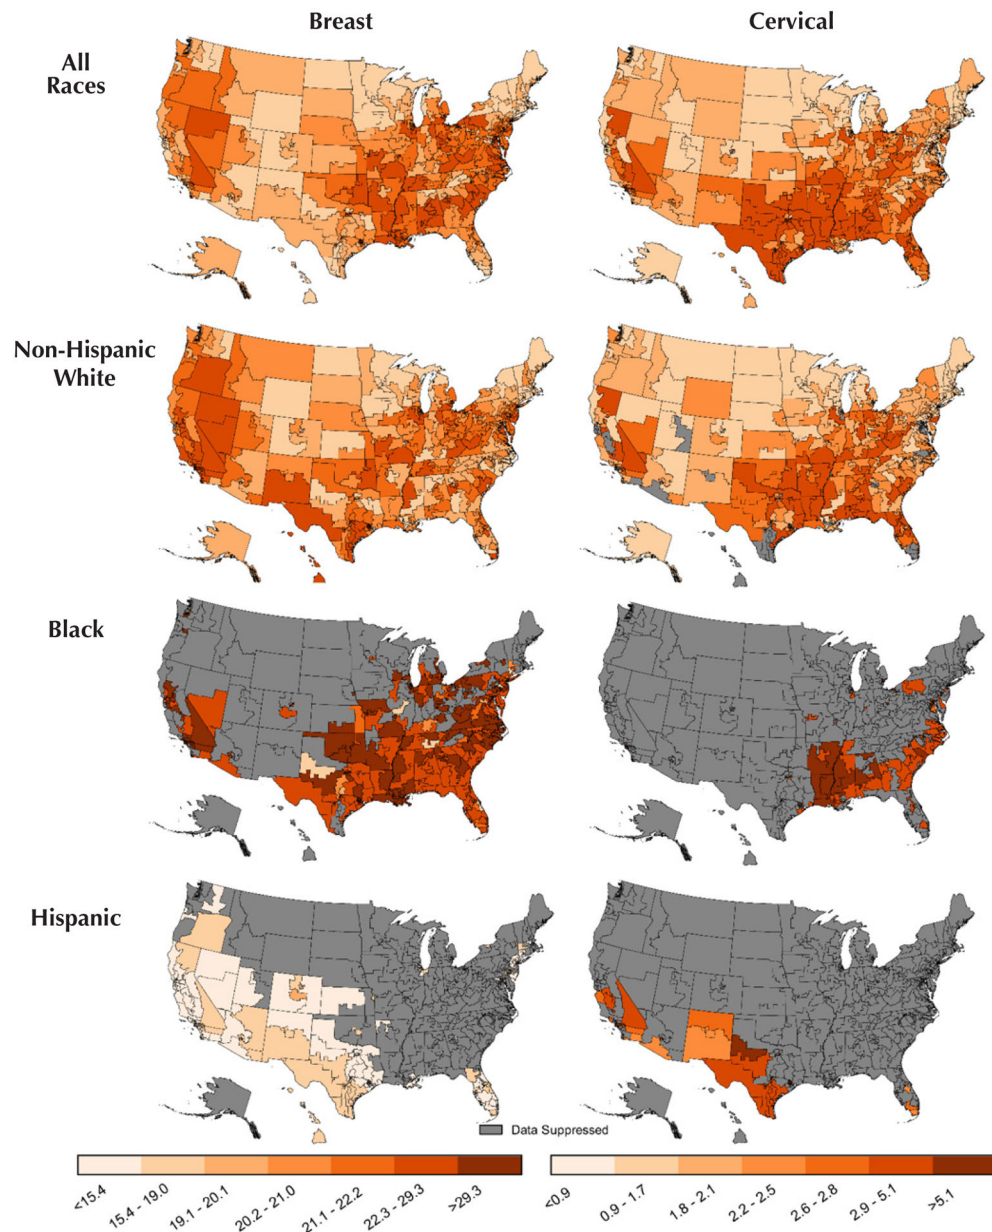 Breast
Cervical
All
Races
Non-Hispanic
White
Black
Hispanic
Data Suppressed
<15.4
15.4 - 19.0
19.1 - 20.1
20.2 - 21.0
21.1 - 22.2
22.3 - 29.3
>29.3
<0.9
0.9 - 1.7
1.8 - 2.1
2.2 - 2.5
2.6 - 2.8
2.9 - 5.1
>5.1